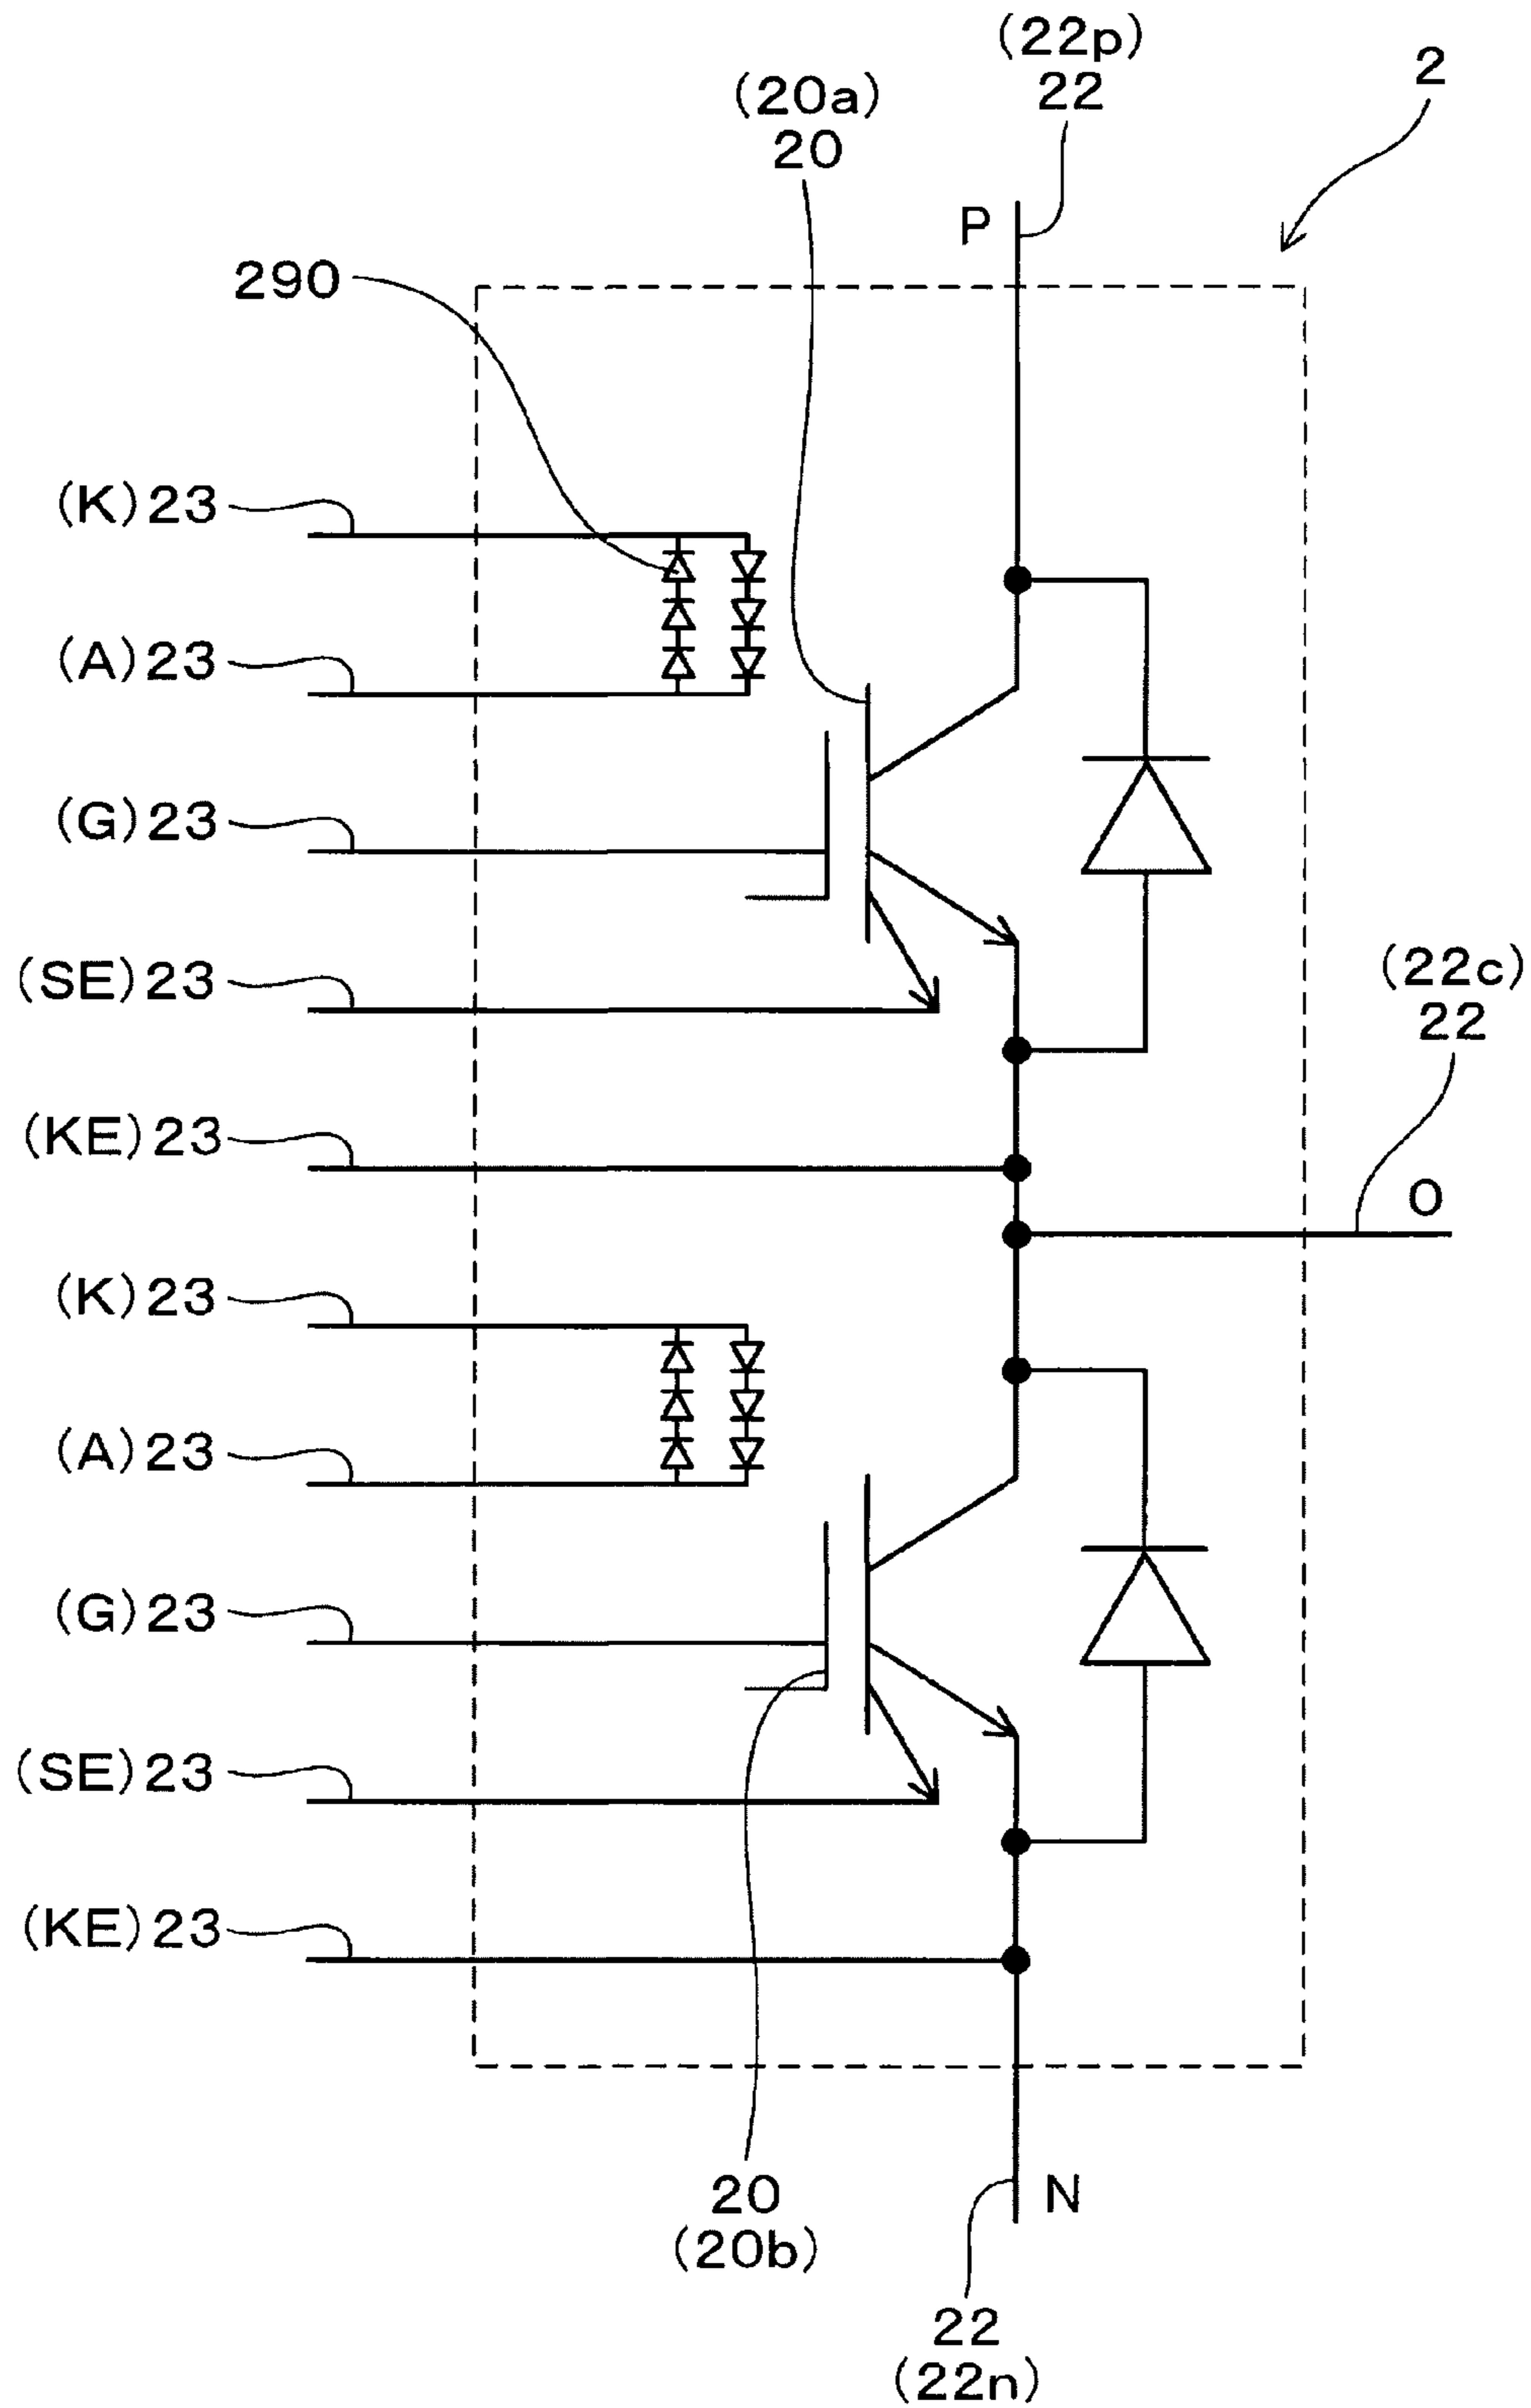 (22p)
22
2
(20a)
20
P
290
(K)23
(A)23
(G)23
(SE)23
(22c)
22
(KE)23
O
(K)23
(A)23
(G)23
(SE)23
(KE)23
20
(20b)
N
22
(22n)